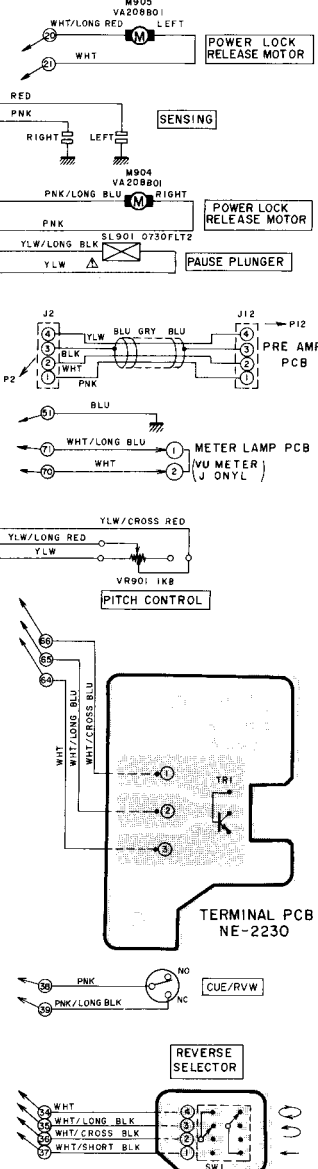 M905
VA208B01
WHT/LONG RED LEFT
20 M
WHT
21
POWER LOCK
RELEASE MOTOR
RED
PNK
SENSING
RIGHT LEFT
M904
VA208B01
PNK/LONG BLU M RIGHT
PNK
POWER LOCK
RELEASE MOTOR
SL901 0730FLT2
YLW/LONG BLK
YLW
PAUSE PLUNGER
J2 J12
P12
4 YLW BLU GRY BLU 4
3 3
BLK
2 2
WHT
1 1
PNK
P2
PRE AMP
PCB
51 BLU
71 WHT/LONG BLU 1
70 WHT 2
METER LAMP PCB
(VU METER
J ONYL)
YLW/CROSS RED
YLW/LONG RED
YLW
VR901 1KB
PITCH CONTROL
66
65
64
WHT
WHT/LONG BLU
WHT/CROSS BLU
1
2
3
TR1
TERMINAL PCB
NE-2230
38 PNK NO
39 PNK/LONG BLK NC
CUE/RVW
REVERSE
SELECTOR
34 WHT 4
35 WHT/LONG BLK 3
36 WHT/CROSS BLK 2
37 WHT/SHORT BLK 1
SW1